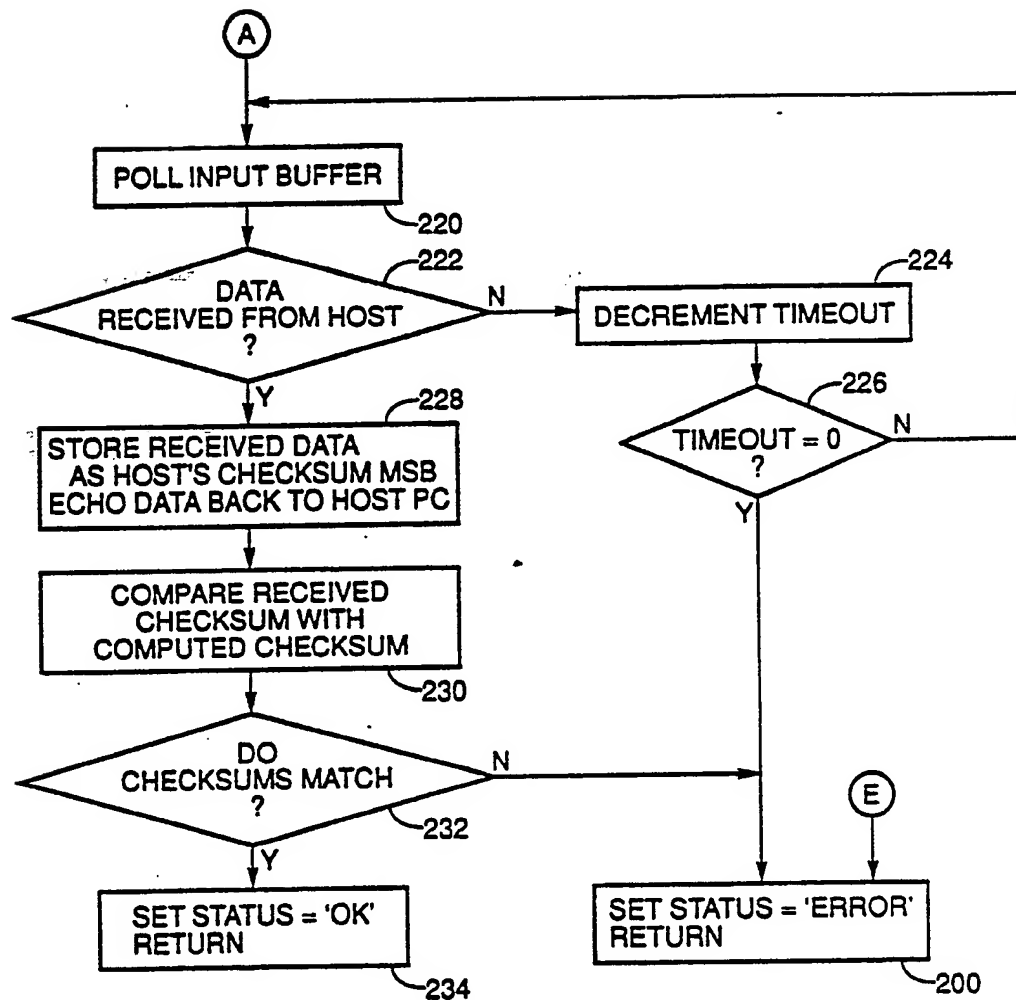 A
POLL INPUT BUFFER
220
DATA
RECEIVED FROM HOST
?
222
N
Y
DECREMENT TIMEOUT
224
TIMEOUT = 0
?
226
N
Y
228
STORE RECEIVED DATA
AS HOST'S CHECKSUM MSB
ECHO DATA BACK TO HOST PC
COMPARE RECEIVED
CHECKSUM WITH
COMPUTED CHECKSUM
230
DO
CHECKSUMS MATCH
?
232
N
Y
E
SET STATUS = 'OK'
RETURN
234
SET STATUS = 'ERROR'
RETURN
200